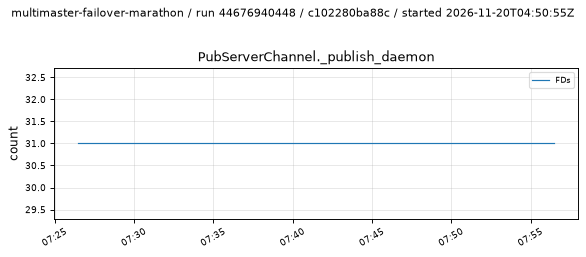 multimaster-failover-marathon / run 44676940448 / c102280ba88c / started 2026-11-20T04:50:55Z
PubServerChannel._publish_daemon
FDs
count
32.5
32.0
31.5
31.0
30.5
30.0
29.5
07:25 07:30 07:35 07:40 07:45 07:50 07:55